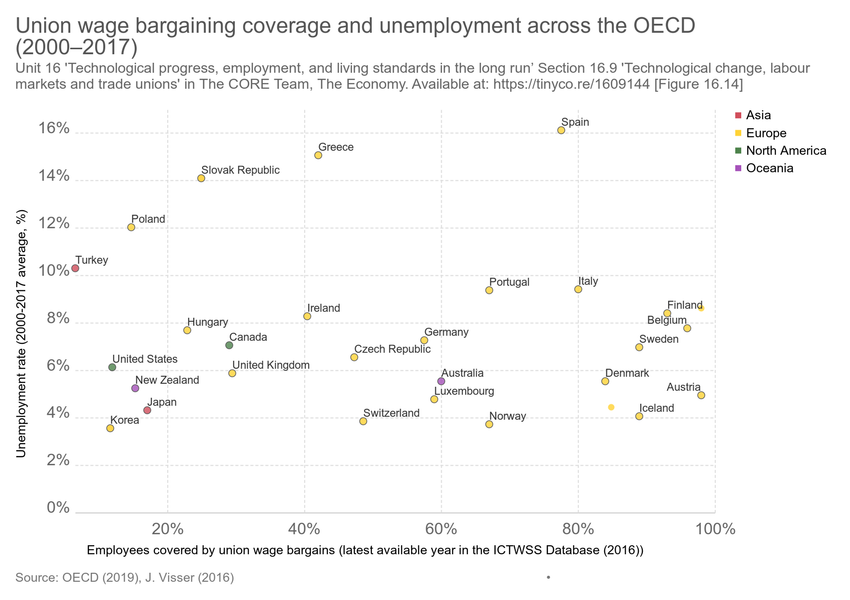 Union wage bargaining coverage and unemployment across the OECD
(2000–2017)
Unit 16 'Technological progress, employment, and living standards in the long run’ Section 16.9 'Technological change, labour
markets and trade unions' in The CORE Team, The Economy. Available at: https://tinyco.re/1609144 [Figure 16.14]
Asia
Europe
North America
Oceania
Unemployment rate (2000-2017 average, %)
16%
14%
12%
10%
8%
6%
4%
2%
0%
Spain
Greece
Slovak Republic
Poland
Turkey
Portugal
Italy
Ireland
Finland
Hungary
Belgium
Canada
Germany
Sweden
Czech Republic
United States
United Kingdom
New Zealand
Australia
Denmark
Luxembourg
Austria
Japan
Switzerland
Norway
Iceland
Korea
20%
40%
60%
80%
100%
Employees covered by union wage bargains (latest available year in the ICTWSS Database (2016))
Source: OECD (2019), J. Visser (2016)